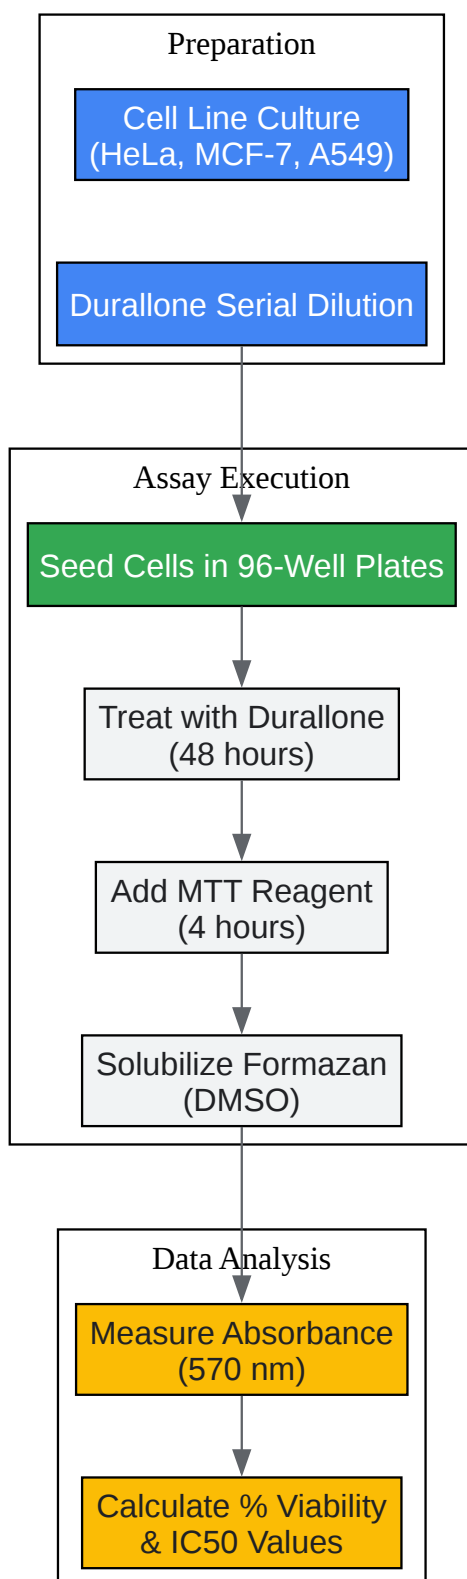 Preparation
Cell Line Culture
(HeLa, MCF-7, A549)
Durallone Serial Dilution
Assay Execution
Seed Cells in 96-Well Plates
Treat with Durallone
(48 hours)
Add MTT Reagent
(4 hours)
Solubilize Formazan
(DMSO)
Data Analysis
Measure Absorbance
(570 nm)
Calculate % Viability
& IC50 Values